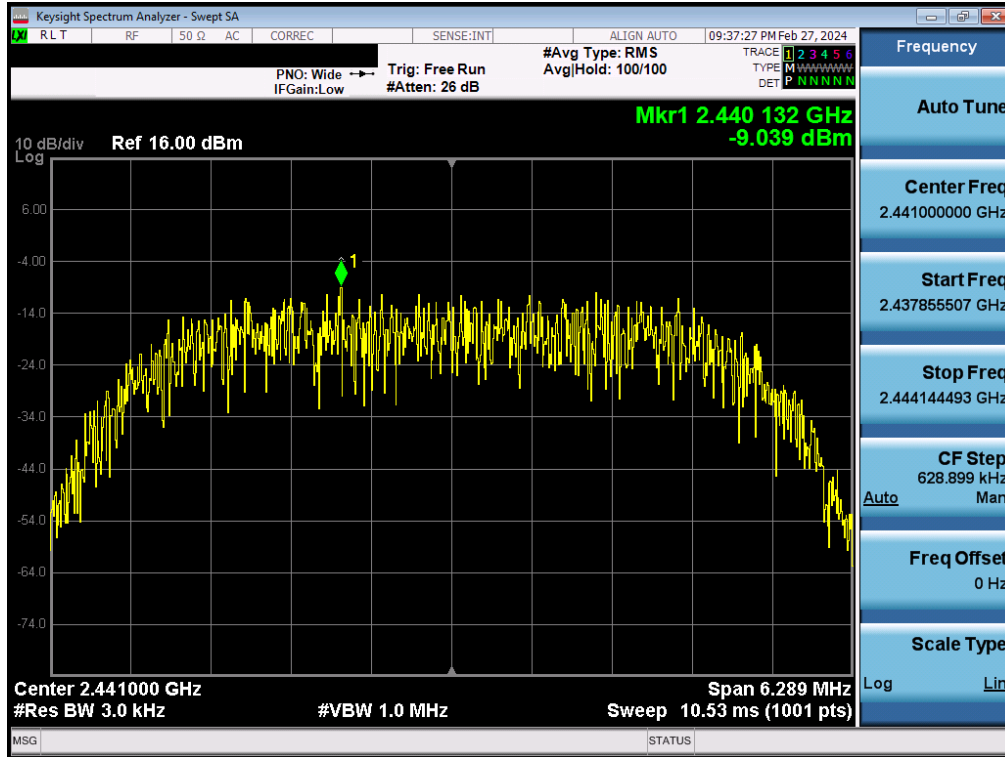 Keysight Spectrum Analyzer - Swept SA
LXI RLT RF 50 Ω AC CORREC SENSE:INT ALIGN AUTO 09:37:27 PM Feb 27, 2024
PNO: Wide
IFGain:Low
Trig: Free Run
#Atten: 26 dB
#Avg Type: RMS
Avg|Hold: 100/100
TRACE 1 2 3 4 5 6
TYPE M W W W W W
DET P N N N N N
Mkr1 2.440 132 GHz
-9.039 dBm
10 dB/div Ref 16.00 dBm
Log
6.00
-4.00
1
-14.0
-24.0
-34.0
-44.0
-54.0
-64.0
-74.0
Center 2.441000 GHz Span 6.289 MHz
#Res BW 3.0 kHz #VBW 1.0 MHz Sweep 10.53 ms (1001 pts)
MSG STATUS
Frequency
Auto Tune
Center Freq
2.441000000 GHz
Start Freq
2.437855507 GHz
Stop Freq
2.444144493 GHz
CF Step
628.899 kHz
Auto Man
Freq Offset
0 Hz
Scale Type
Log Lin